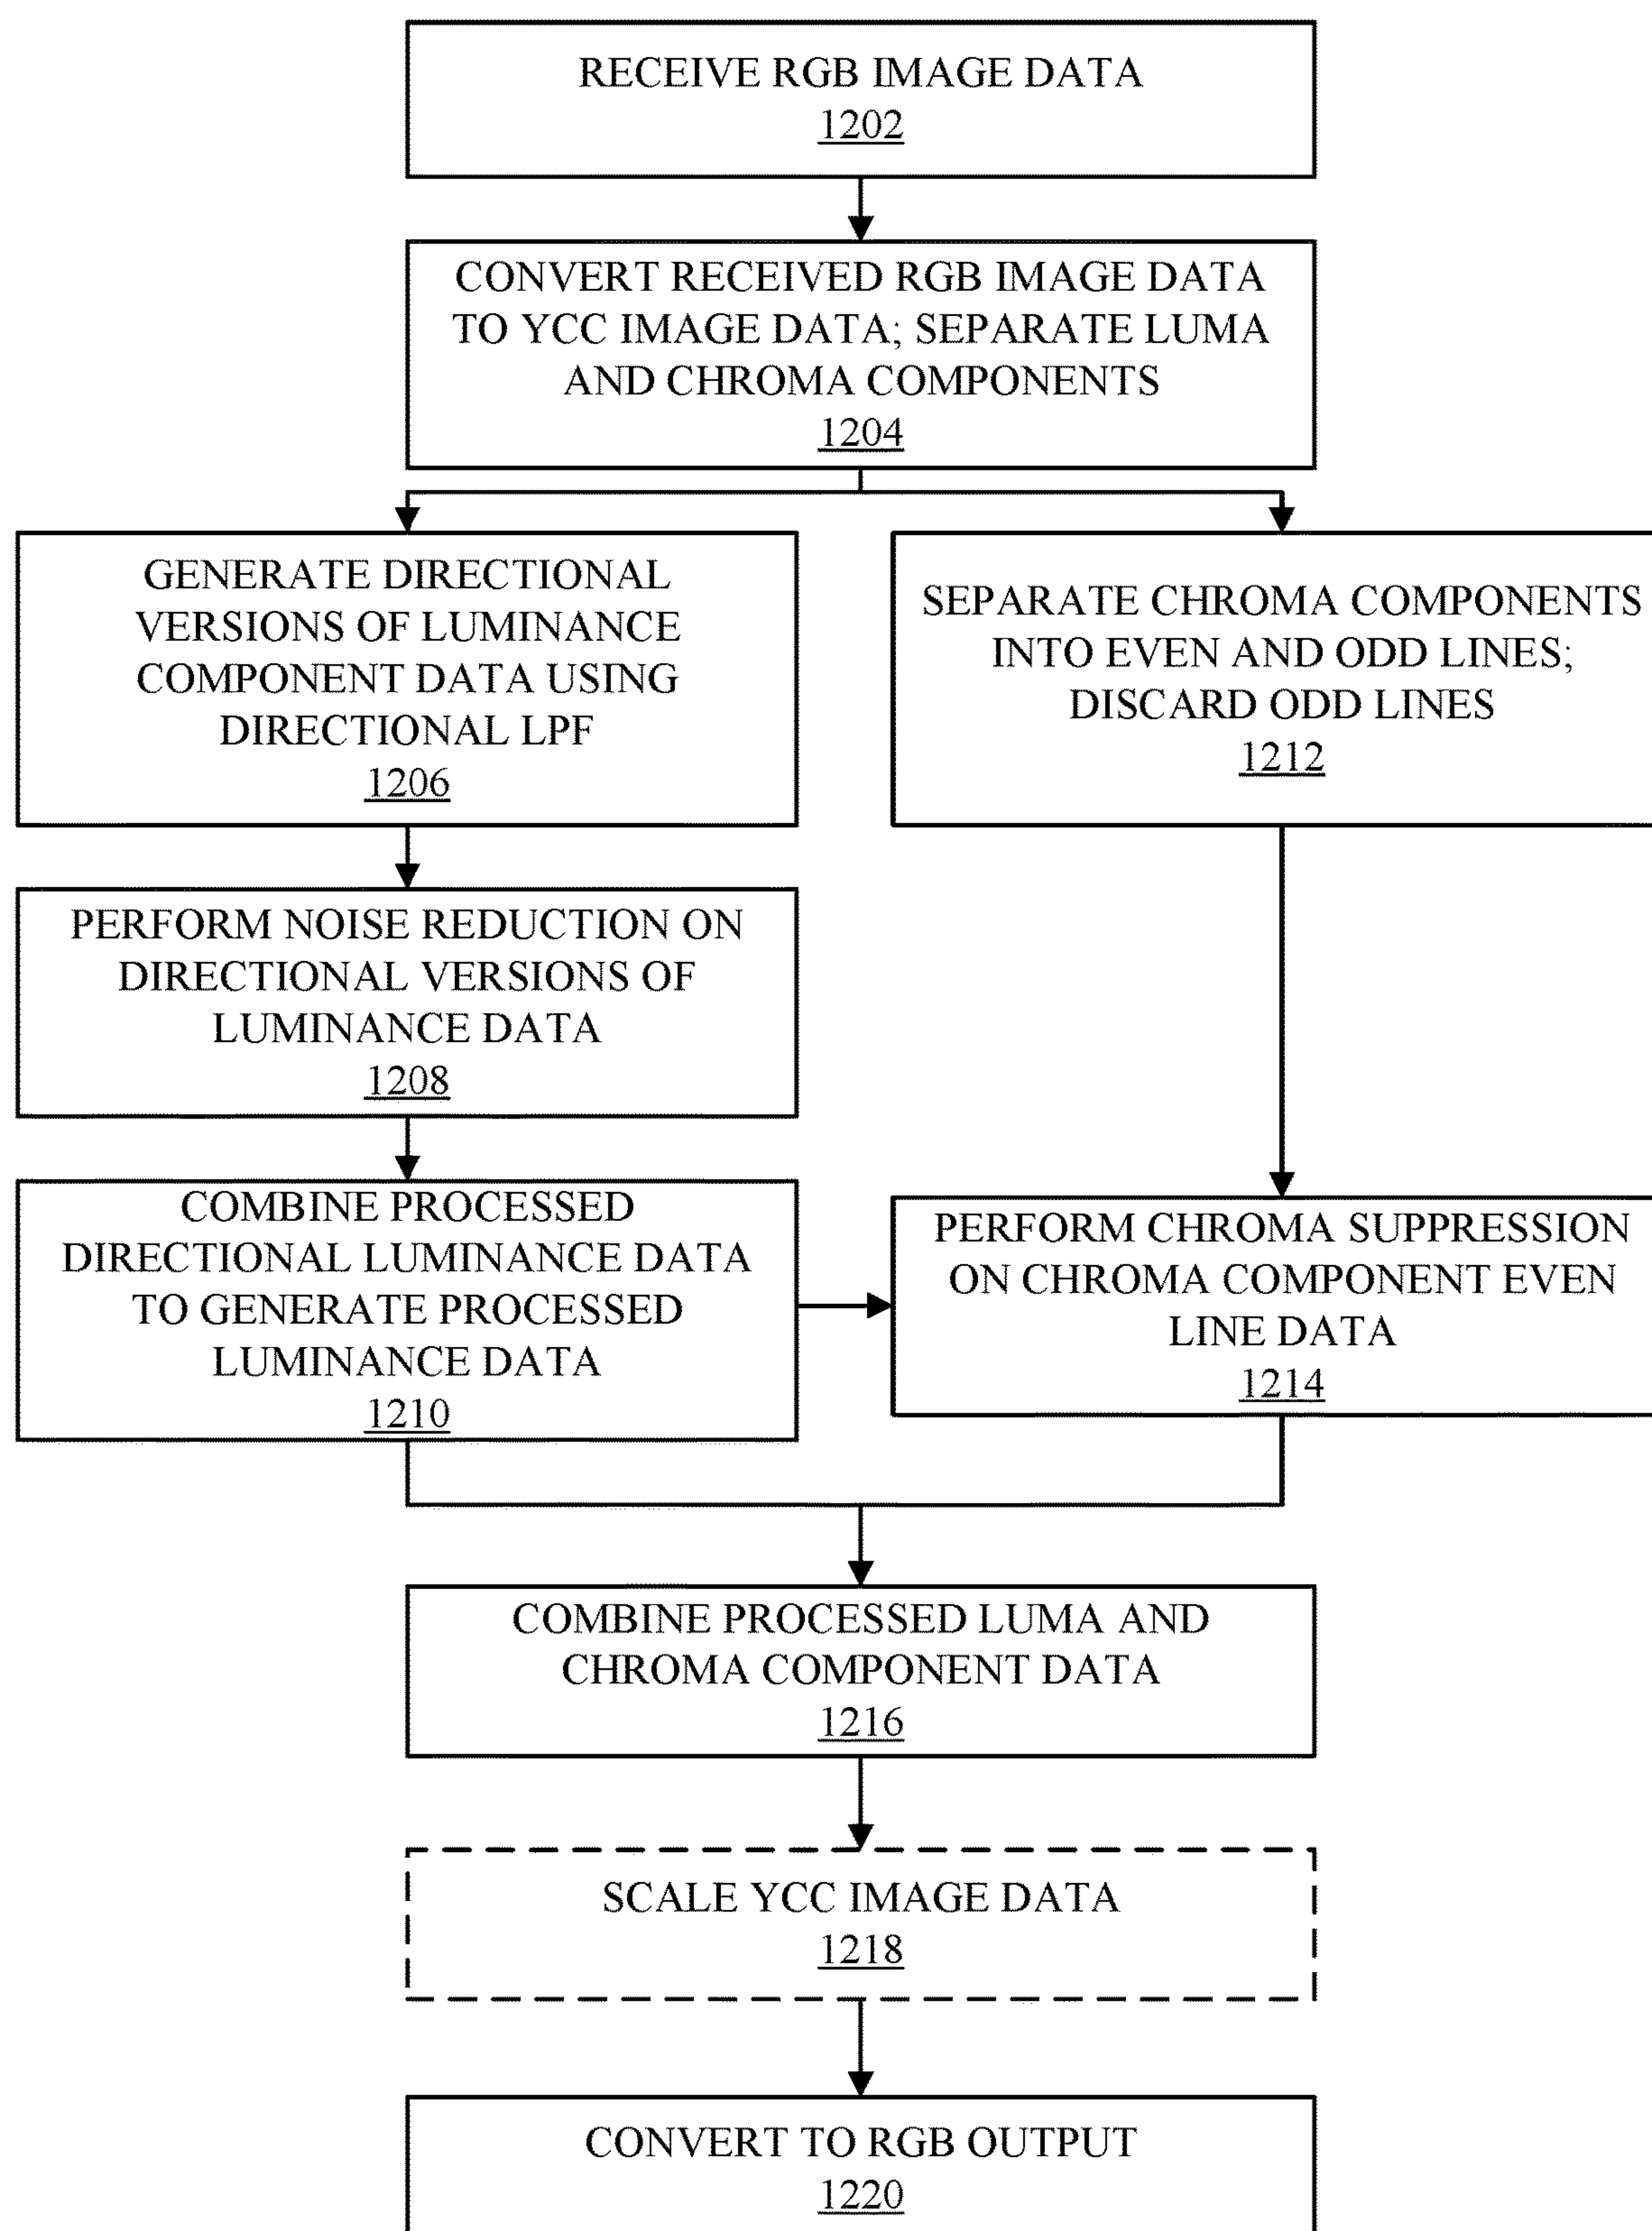 RECEIVE RGB IMAGE DATA
1202
CONVERT RECEIVED RGB IMAGE DATA
TO YCC IMAGE DATA; SEPARATE LUMA
AND CHROMA COMPONENTS
1204
GENERATE DIRECTIONAL
VERSIONS OF LUMINANCE
COMPONENT DATA USING
DIRECTIONAL LPF
1206
SEPARATE CHROMA COMPONENTS
INTO EVEN AND ODD LINES;
DISCARD ODD LINES
1212
PERFORM NOISE REDUCTION ON
DIRECTIONAL VERSIONS OF
LUMINANCE DATA
1208
COMBINE PROCESSED
DIRECTIONAL LUMINANCE DATA
TO GENERATE PROCESSED
LUMINANCE DATA
1210
PERFORM CHROMA SUPPRESSION
ON CHROMA COMPONENT EVEN
LINE DATA
1214
COMBINE PROCESSED LUMA AND
CHROMA COMPONENT DATA
1216
SCALE YCC IMAGE DATA
1218
CONVERT TO RGB OUTPUT
1220